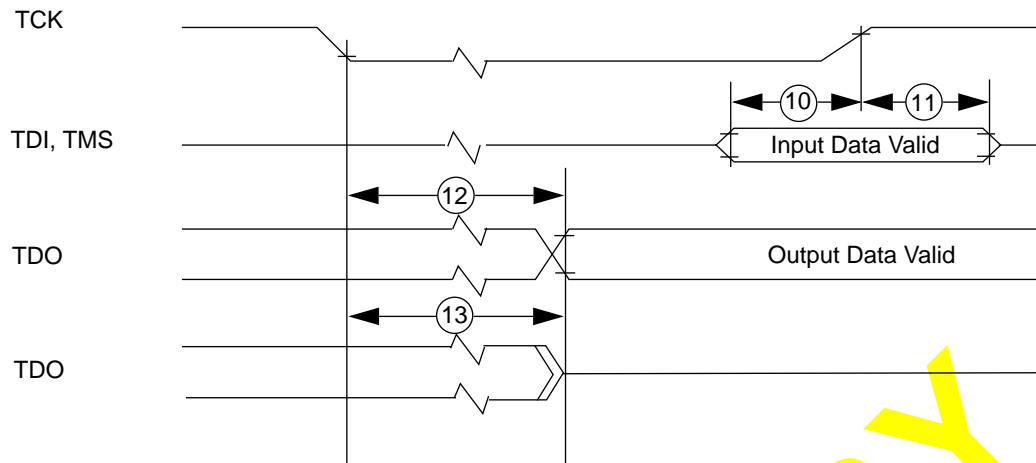 TCK
10
11
TDI, TMS
Input Data Valid
12
TDO
Output Data Valid
13
TDO
Y